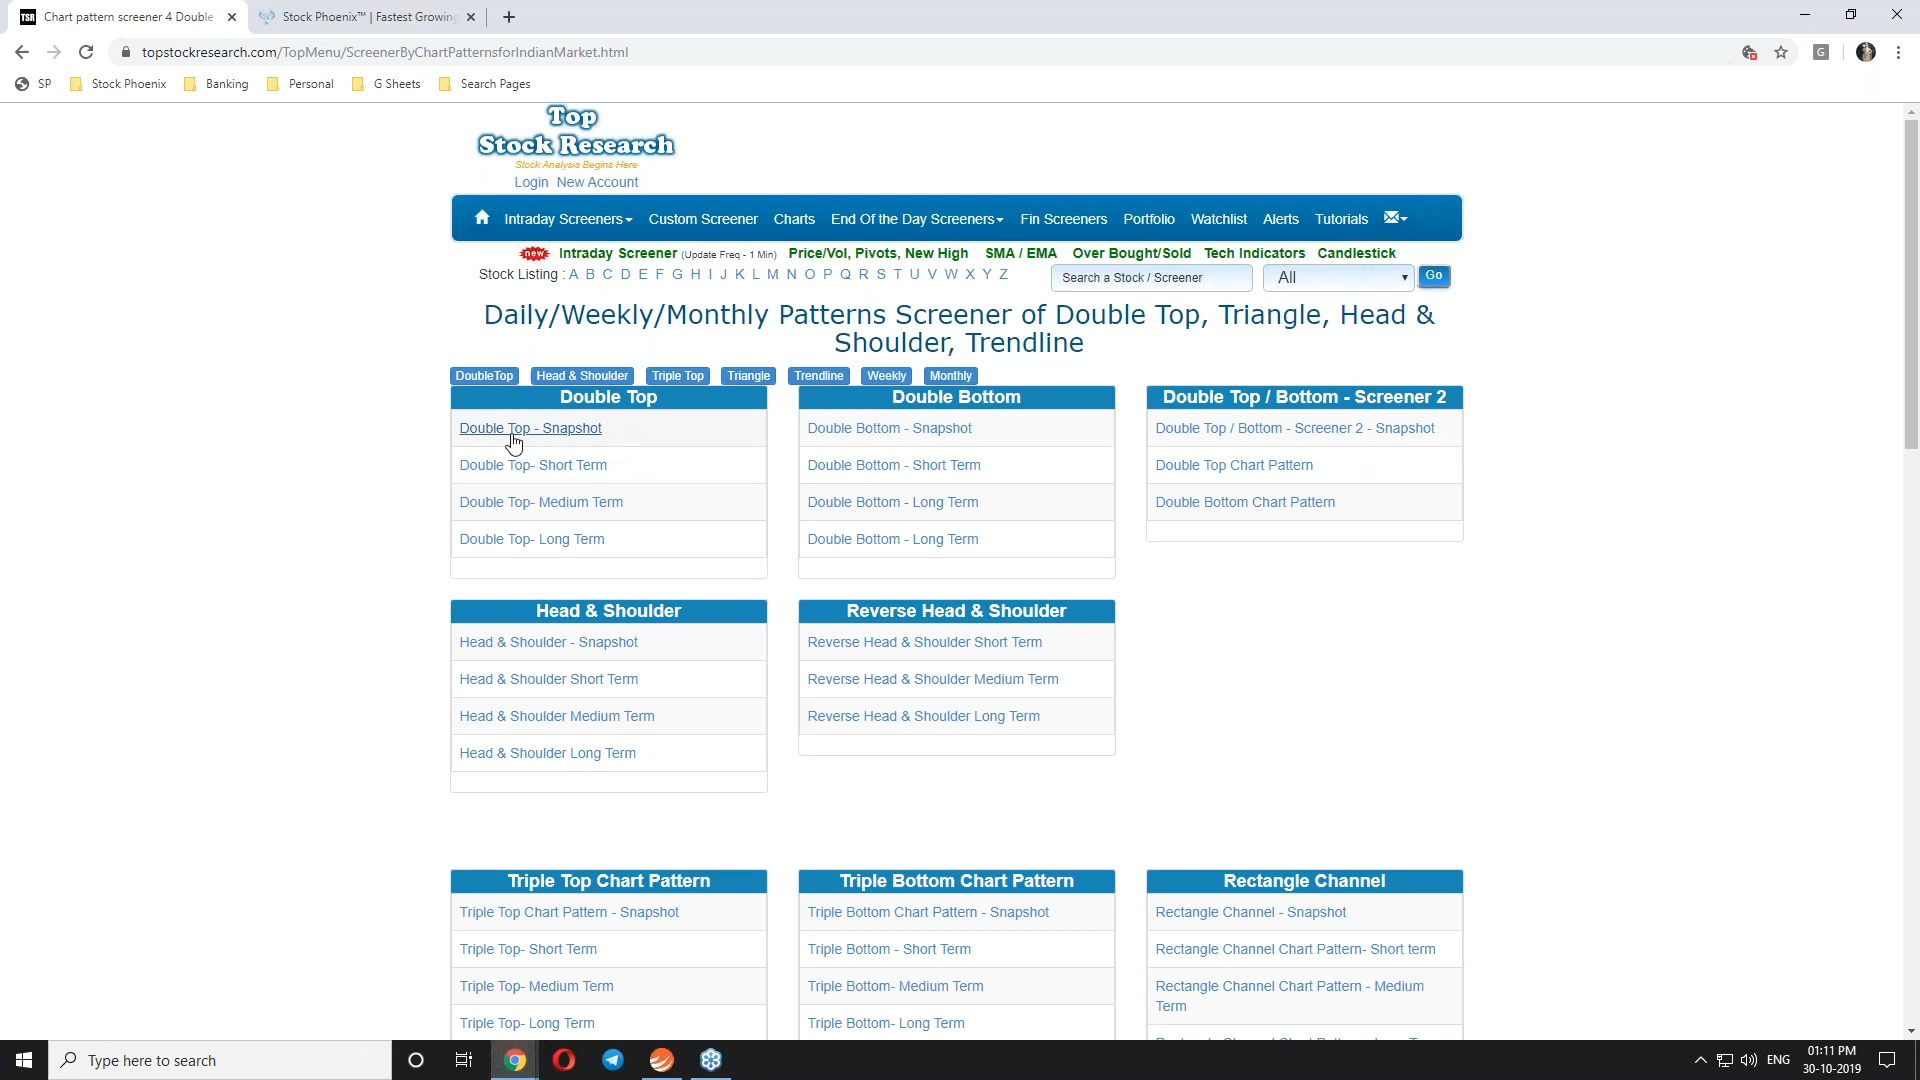 TSR Chart pattern screener 4 Double
Stock Phoenix™ | Fastest Growing
topstockresearch.com/TopMenu/ScreenerByChartPatternsforIndianMarket.html
G
SP Stock Phoenix Banking Personal G Sheets Search Pages
Top
Stock Research
Stock Analysis Begins Here
Login New Account
Intraday Screeners Custom Screener Charts End Of the Day Screeners Fin Screeners Portfolio Watchlist Alerts Tutorials
new Intraday Screener (Update Freq - 1 Min) Price/Vol, Pivots, New High SMA / EMA Over Bought/Sold Tech Indicators Candlestick
Stock Listing : A B C D E F G H I J K L M N O P Q R S T U V W X Y Z
Search a Stock / Screener All Go
Daily/Weekly/Monthly Patterns Screener of Double Top, Triangle, Head &
Shoulder, Trendline
DoubleTop Head & Shoulder Triple Top Triangle Trendline Weekly Monthly
Double Top
Double Top - Snapshot
Double Top- Short Term
Double Top- Medium Term
Double Top- Long Term
Double Bottom
Double Bottom - Snapshot
Double Bottom - Short Term
Double Bottom - Long Term
Double Bottom - Long Term
Double Top / Bottom - Screener 2
Double Top / Bottom - Screener 2 - Snapshot
Double Top Chart Pattern
Double Bottom Chart Pattern
Head & Shoulder
Head & Shoulder - Snapshot
Head & Shoulder Short Term
Head & Shoulder Medium Term
Head & Shoulder Long Term
Reverse Head & Shoulder
Reverse Head & Shoulder Short Term
Reverse Head & Shoulder Medium Term
Reverse Head & Shoulder Long Term
Triple Top Chart Pattern
Triple Top Chart Pattern - Snapshot
Triple Top- Short Term
Triple Top- Medium Term
Triple Top- Long Term
Triple Bottom Chart Pattern
Triple Bottom Chart Pattern - Snapshot
Triple Bottom - Short Term
Triple Bottom- Medium Term
Triple Bottom- Long Term
Rectangle Channel
Rectangle Channel - Snapshot
Rectangle Channel Chart Pattern- Short term
Rectangle Channel Chart Pattern - Medium
Term
Type here to search
ENG
01:11 PM
30-10-2019